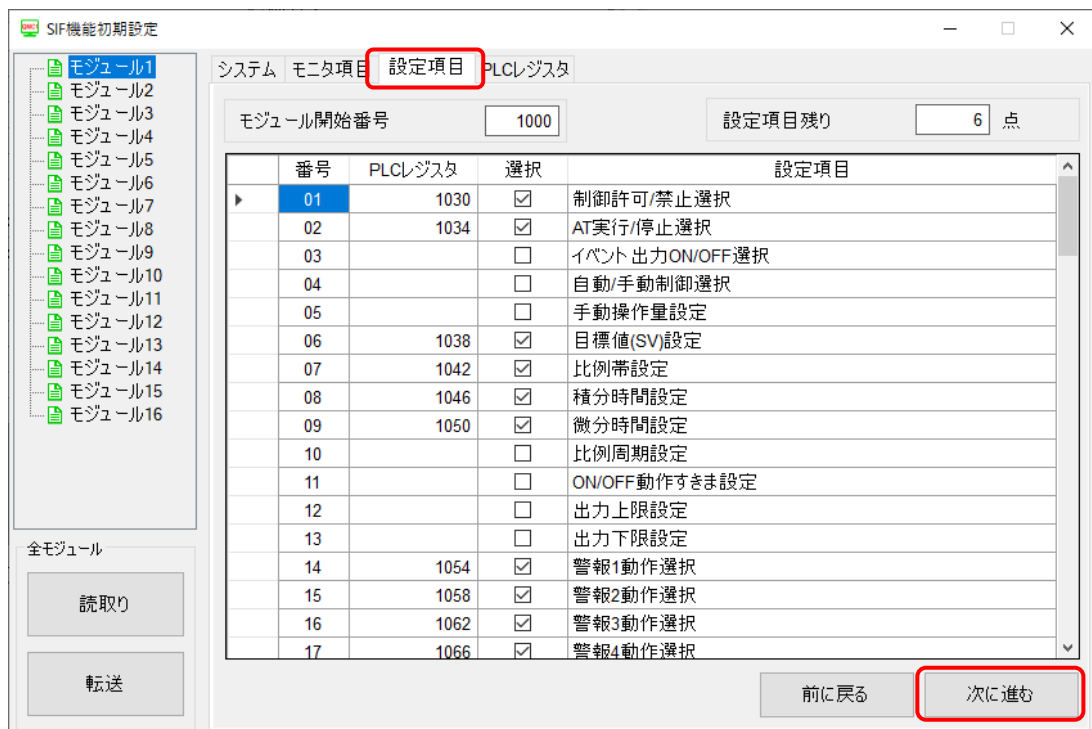 SIF機能初期設定
モジュール1
モジュール2
モジュール3
モジュール4
モジュール5
モジュール6
モジュール7
モジュール8
モジュール9
モジュール10
モジュール11
モジュール12
モジュール13
モジュール14
モジュール15
モジュール16
全モジュール
読取り
転送
システム モニタ項目 設定項目 PLCレジスタ
モジュール開始番号 1000 設定項目残り 6 点
番号 PLCレジスタ 選択 設定項目
01 1030 制御許可/禁止選択
02 1034 AT実行/停止選択
03 イベント出力ON/OFF選択
04 自動/手動制御選択
05 手動操作量設定
06 1038 目標値(SV)設定
07 1042 比例帯設定
08 1046 積分時間設定
09 1050 微分時間設定
10 比例周期設定
11 ON/OFF動作すきま設定
12 出力上限設定
13 出力下限設定
14 1054 警報1動作選択
15 1058 警報2動作選択
16 1062 警報3動作選択
17 1066 警報4動作選択
前に戻る 次に進む